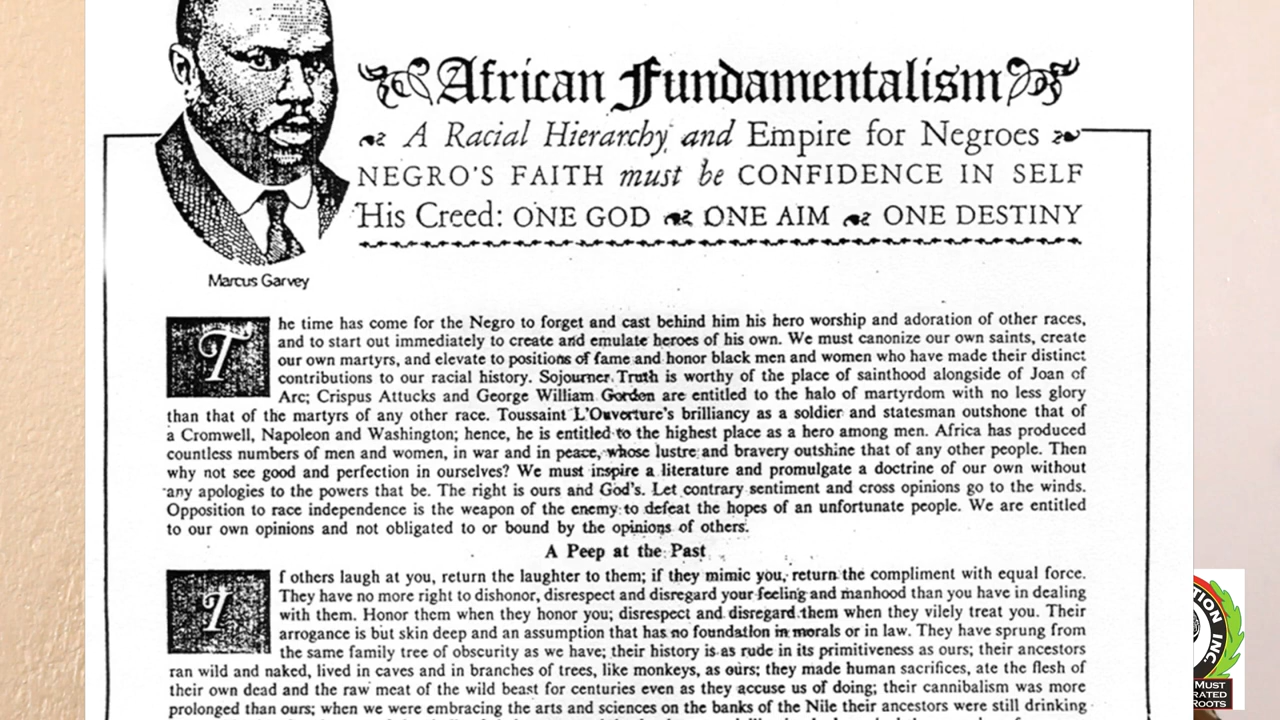 African Fundamentalism
A Racial Hierarchy and Empire for Negroes
NEGRO'S FAITH must be CONFIDENCE IN SELF
His Creed: ONE GOD ONE AIM ONE DESTINY
Marcus Garvey
The time has come for the Negro to forget and cast behind him his hero worship and adoration of other races,
and to start out immediately to create and emulate heroes of his own. We must canonize our own saints, create
our own martyrs, and elevate to positions of fame and honor black men and women who have made their distinct
contributions to our racial history. Sojourner Truth is worthy of the place of sainthood alongside of Joan of
Arc; Crispus Attucks and George William Gordon are entitled to the halo of martyrdom with no less glory
than that of the martyrs of any other race. Toussaint L'Ouverture's brilliancy as a soldier and statesman outshone that of
a Cromwell, Napoleon and Washington; hence, he is entitled to the highest place as a hero among men. Africa has produced
countless numbers of men and women, in war and in peace, whose lustre and bravery outshine that of any other people. Then
why not see good and perfection in ourselves? We must inspire a literature and promulgate a doctrine of our own without
any apologies to the powers that be. The right is ours and God's. Let contrary sentiment and cross opinions go to the winds.
Opposition to race independence is the weapon of the enemy to defeat the hopes of an unfortunate people. We are entitled
to our own opinions and not obligated to or bound by the opinions of others.
A Peep at the Past
If others laugh at you, return the laughter to them; if they mimic you, return the compliment with equal force.
They have no more right to dishonor, disrespect and disregard your feeling and manhood than you have in dealing
with them. Honor them when they honor you; disrespect and disregard them when they vilely treat you. Their
arrogance is but skin deep and an assumption that has no foundation in morals or in law. They have sprung from
the same family tree of obscurity as we have; their history is as rude in its primitiveness as ours; their ancestors
ran wild and naked, lived in caves and in branches of trees, like monkeys, as ours; they made human sacrifices, ate the flesh of
their own dead and the raw meat of the wild beast for centuries even as they accuse us of doing; their cannibalism was more
prolonged than ours; when we were embracing the arts and sciences on the banks of the Nile their ancestors were still drinking
TION INC.
MUST
RATED
ROOTS